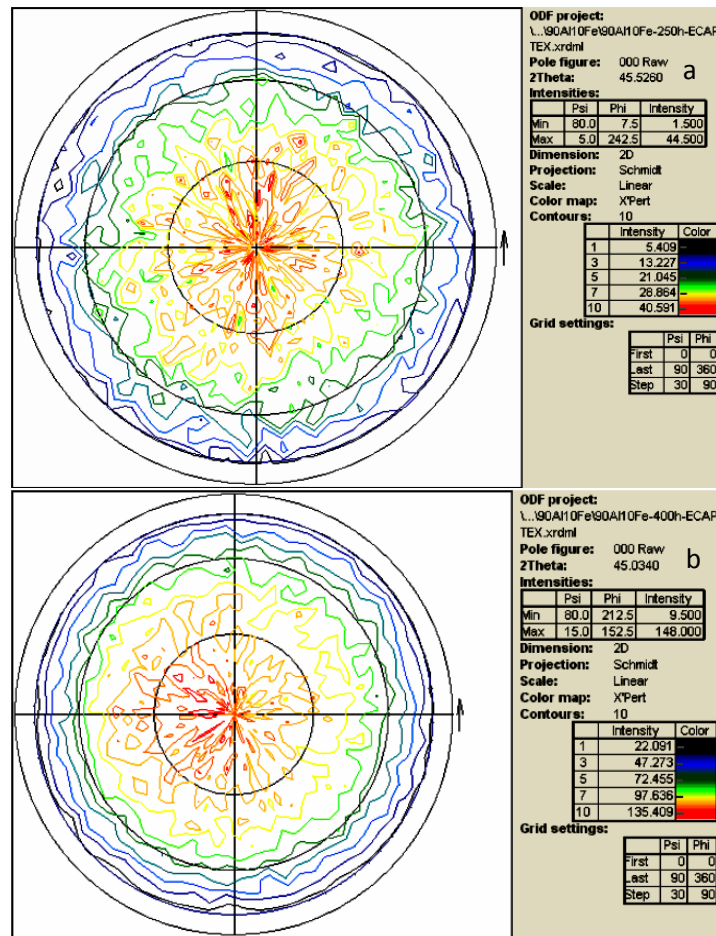 ODF project:
\...\90Al10Fe\90Al10Fe-250h-ECAP
TEX.xrdml
Pole figure: 000 Raw a
2Theta: 45.5260
Intensities:
Psi Phi Intensity
Min 80.0 7.5 1.500
Max 5.0 242.5 44.500
Dimension: 2D
Projection: Schmidt
Scale: Linear
Color map: X'Pert
Contours: 10
Intensity Color
1 5.409
3 13.227
5 21.045
7 28.864
10 40.591
Grid settings:
Psi Phi
First 0 0
Last 90 360
Step 30 90
ODF project:
\...\90Al10Fe\90Al10Fe-400h-ECAP
TEX.xrdml
Pole figure: 000 Raw b
2Theta: 45.0340
Intensities:
Psi Phi Intensity
Min 80.0 212.5 9.500
Max 15.0 152.5 148.000
Dimension: 2D
Projection: Schmidt
Scale: Linear
Color map: X'Pert
Contours: 10
Intensity Color
1 22.091
3 47.273
5 72.455
7 97.636
10 135.409
Grid settings:
Psi Phi
First 0 0
Last 90 360
Step 30 90